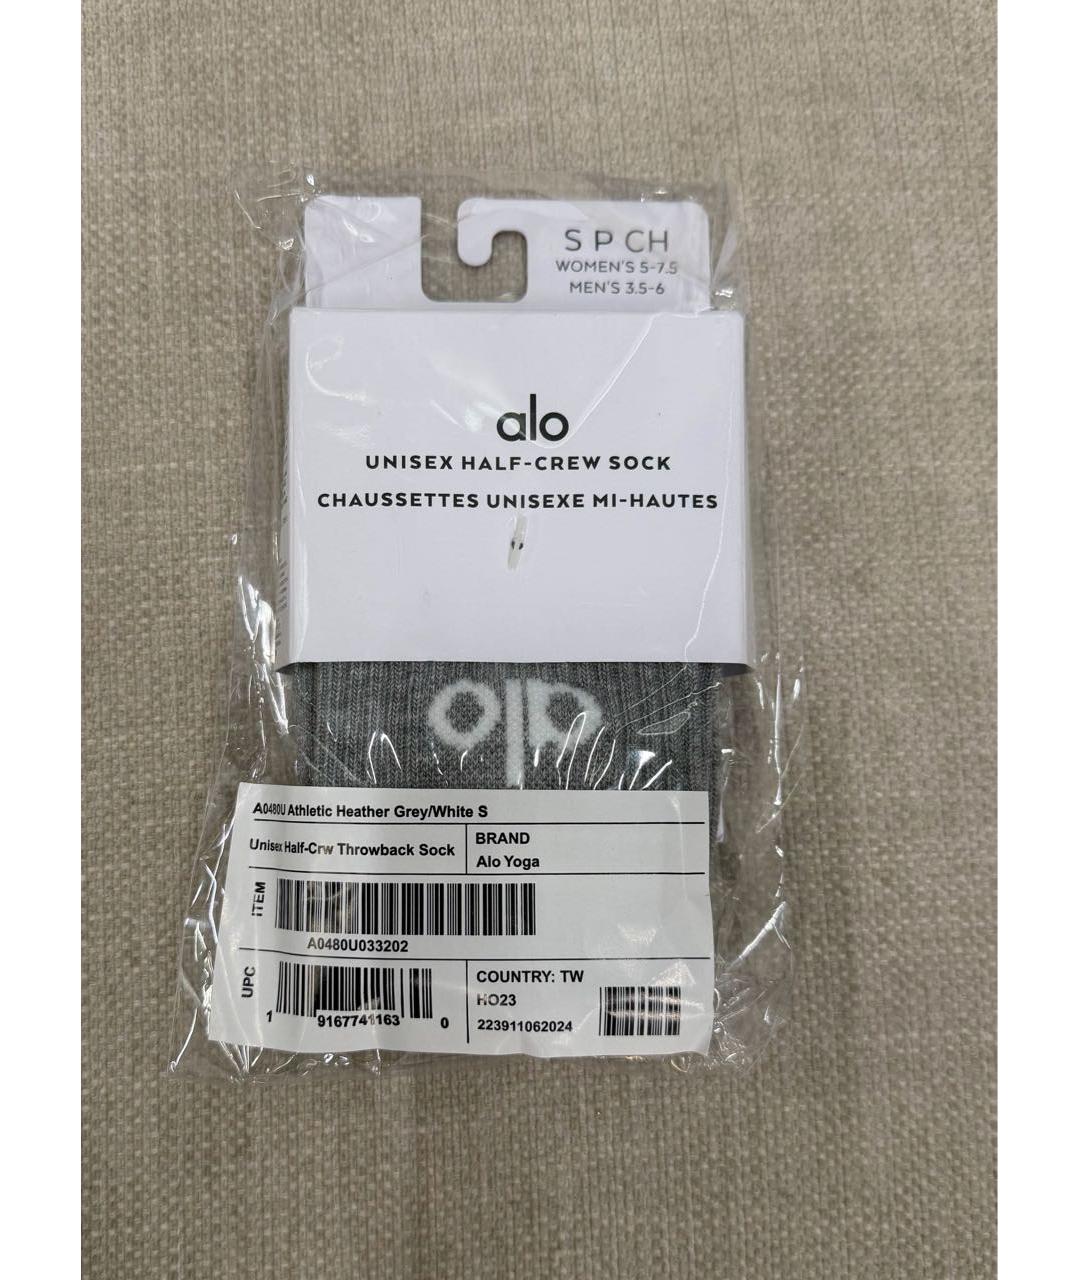 S P CH
WOMEN'S 5-7.5
MEN'S 3.5-6
alo
UNISEX HALF-CREW SOCK
CHAUSSETTES UNISEXE MI-HAUTES
A0480U Athletic Heather Grey/White S
Unisex Half-Crw Throwback Sock
BRAND
Alo Yoga
ITEM
A0480U033202
UPC
1 9167741163 0
COUNTRY: TW
HO23
223911062024